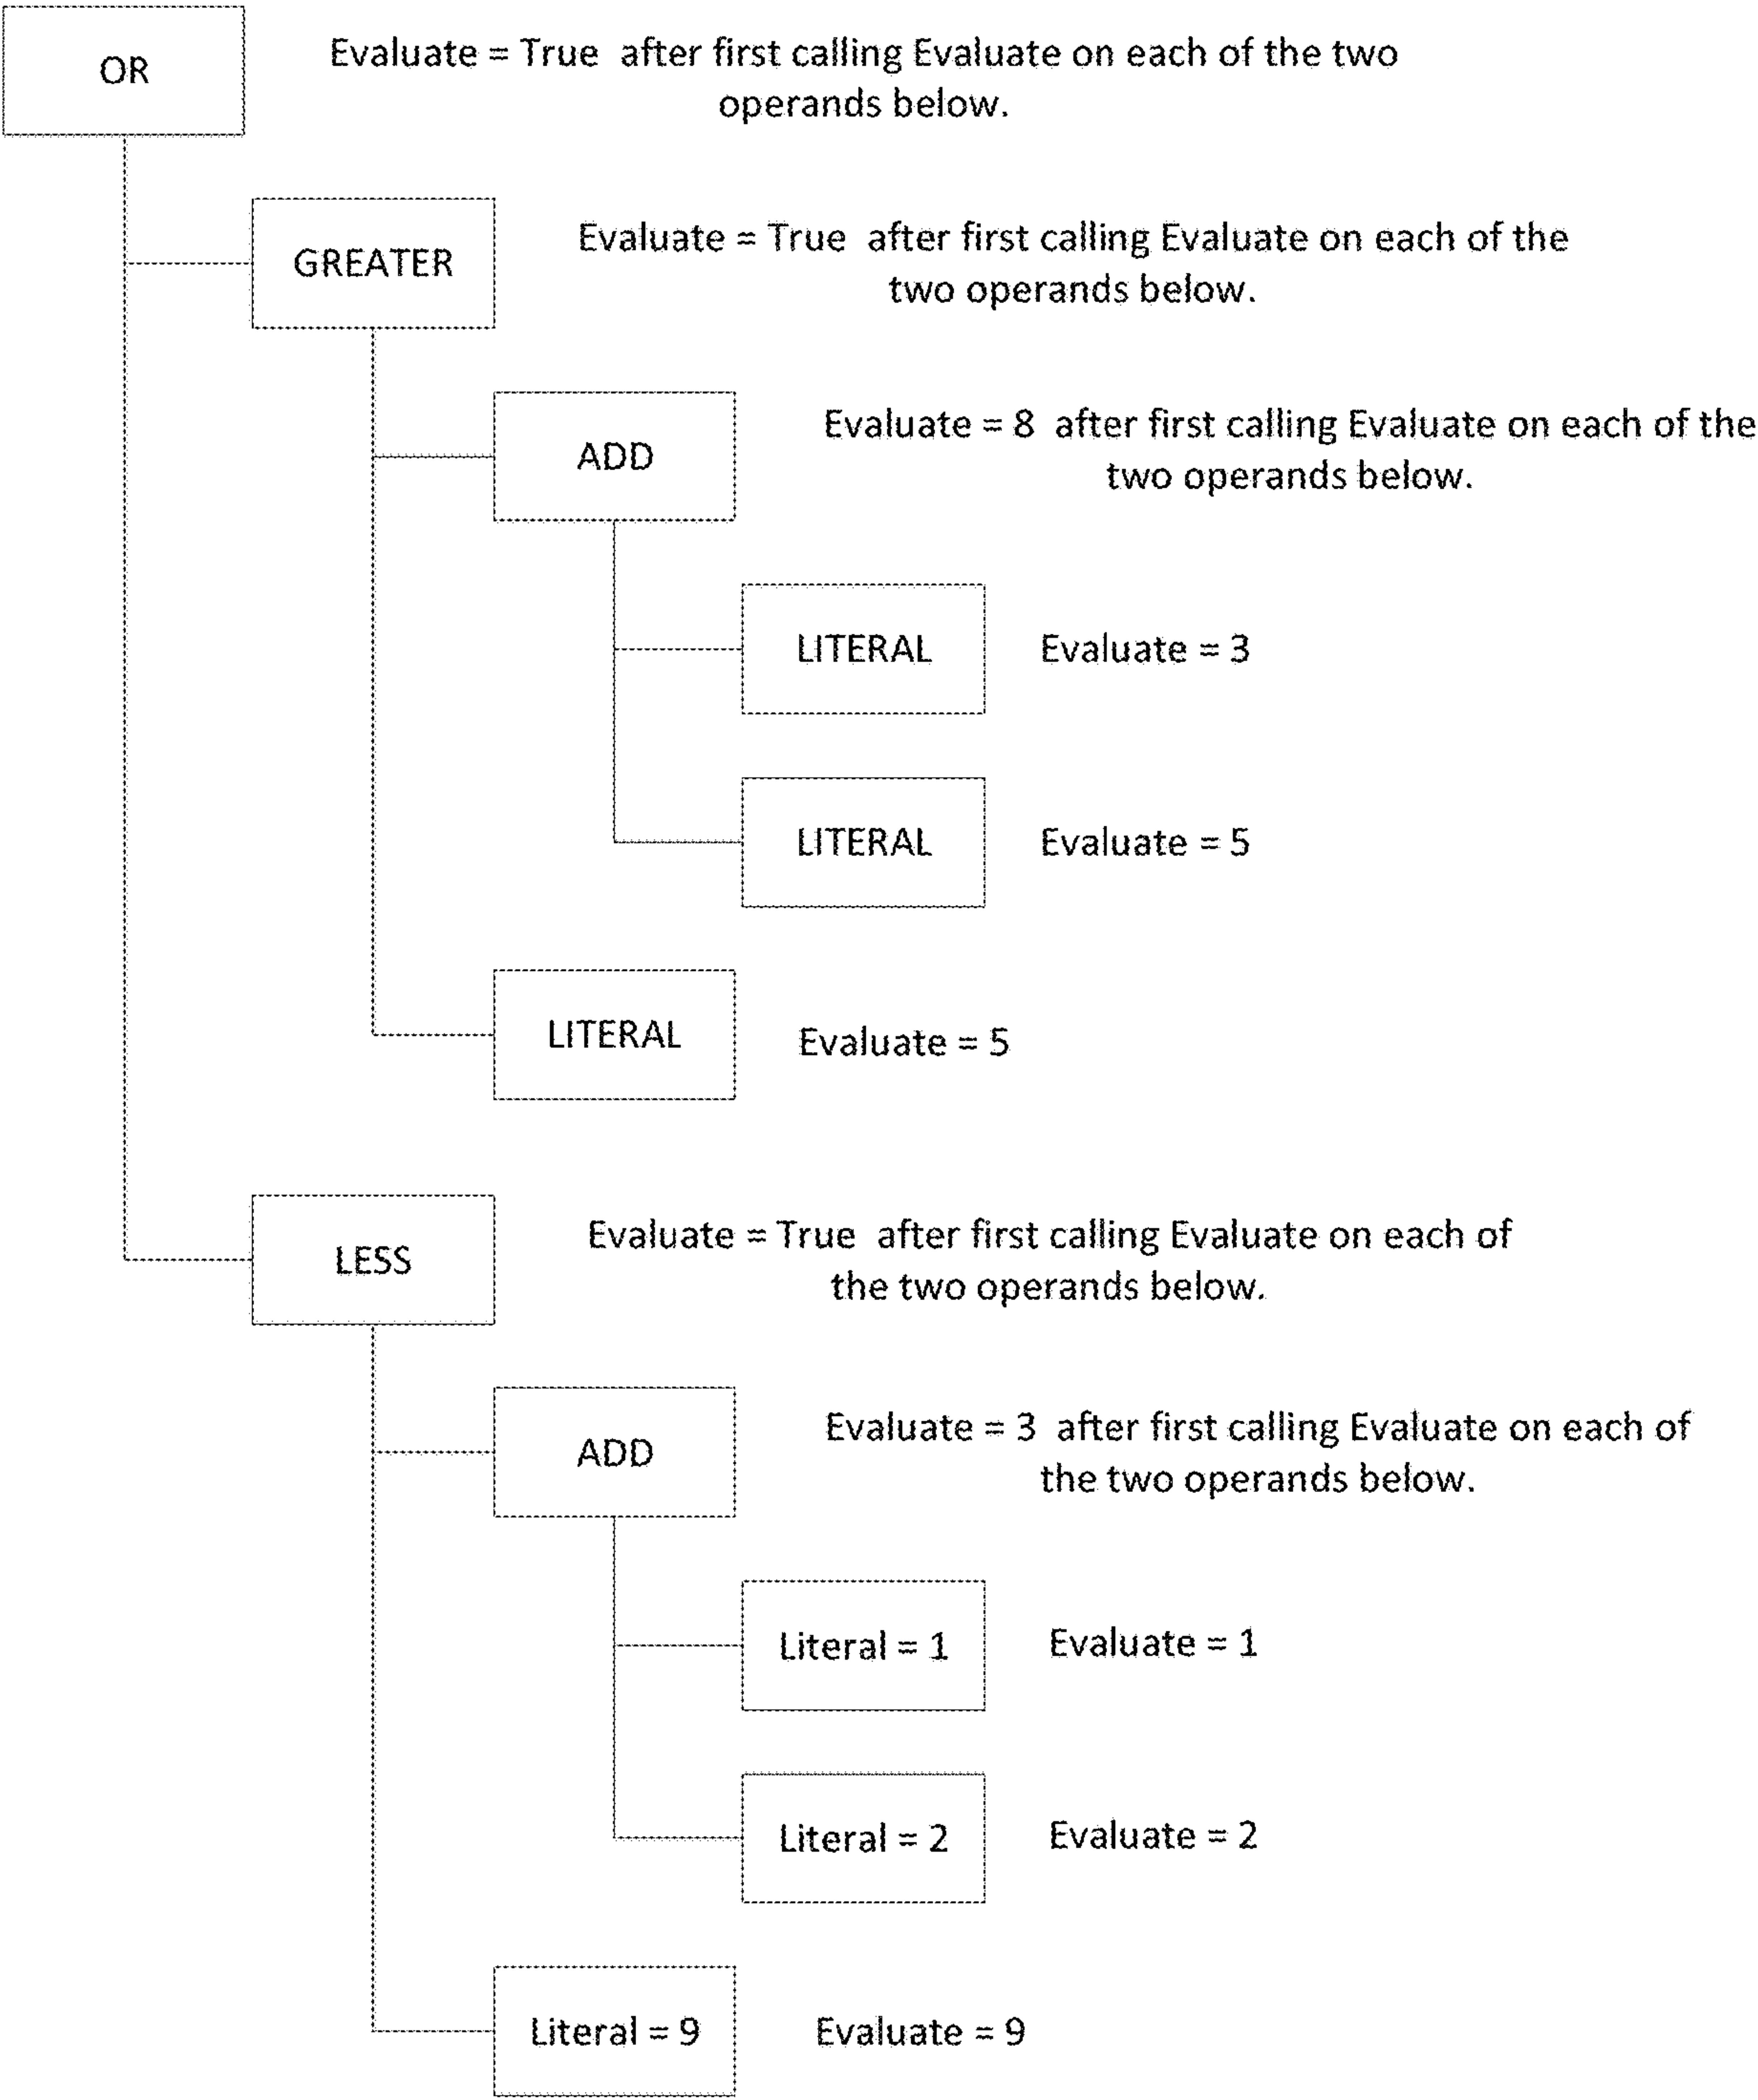 OR
Evaluate = True after first calling Evaluate on each of the two
operands below.
GREATER
Evaluate = True after first calling Evaluate on each of the
two operands below.
ADD
Evaluate = 8 after first calling Evaluate on each of the
two operands below.
LITERAL
Evaluate = 3
LITERAL
Evaluate = 5
LITERAL
Evaluate = 5
LESS
Evaluate = True after first calling Evaluate on each of
the two operands below.
ADD
Evaluate = 3 after first calling Evaluate on each of
the two operands below.
Literal = 1
Evaluate = 1
Literal = 2
Evaluate = 2
Literal = 9
Evaluate = 9